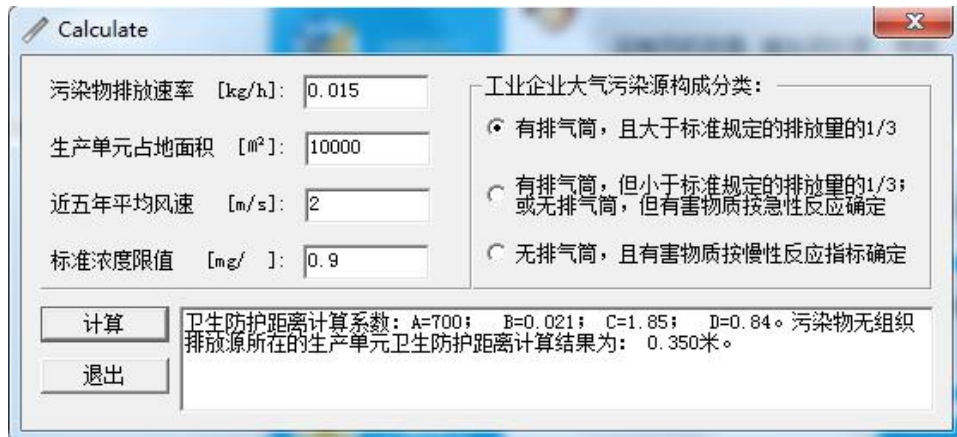 Calculate
污染物排放速率 [kg/h]: 0.015
生产单元占地面积 [m²]: 10000
近五年平均风速 [m/s]: 2
标准浓度限值 [mg/ ]: 0.9
工业企业大气污染源构成分类:
有排气筒，且大于标准规定的排放量的1/3
有排气筒，但小于标准规定的排放量的1/3；
或无排气筒，但有害物质按急性反应确定
无排气筒，且有害物质按慢性反应指标确定
计算
退出
卫生防护距离计算系数: A=700; B=0.021; C=1.85; D=0.84。污染物无组织
排放源所在的生产单元卫生防护距离计算结果为: 0.350米。